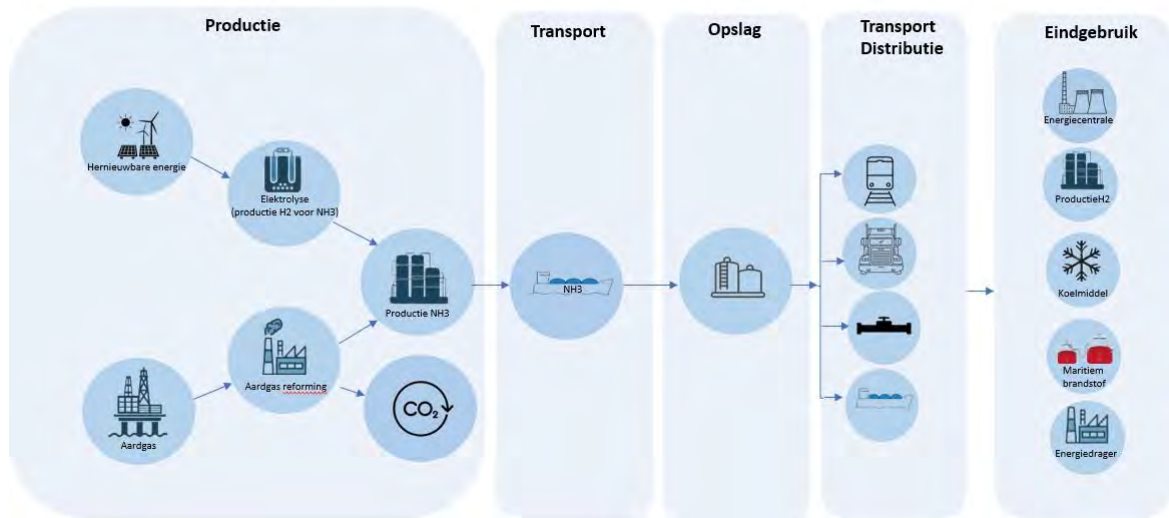 Productie
Hernieuwbare energie
Elektrolyse
(productie H2 voor NH3)
Productie NH3
Aardgas reforming
Aardgas
CO₂
Transport
NH3
Opslag
Transport
Distributie
Eindgebruik
Energiecentrale
ProductieH2
Koelmiddel
Maritiem
brandstof
Energiedrager